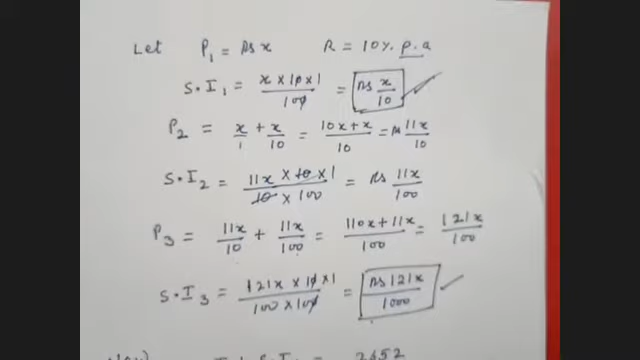 Let P₁ = Rs x R = 10% p.a
S.I₁ = x × 10 × 1 / 100 = Rs x/10
P₂ = x/1 + x/10 = 10x + x / 10 = Rs 11x/10
S.I₂ = 11x × 10 × 1 / 10 × 100 = Rs 11x/100
P₃ = 11x/10 + 11x/100 = 110x + 11x / 100 = 121x/100
S.I₃ = 121x × 10 × 1 / 100 × 100 = Rs 121x/1000
= 2652